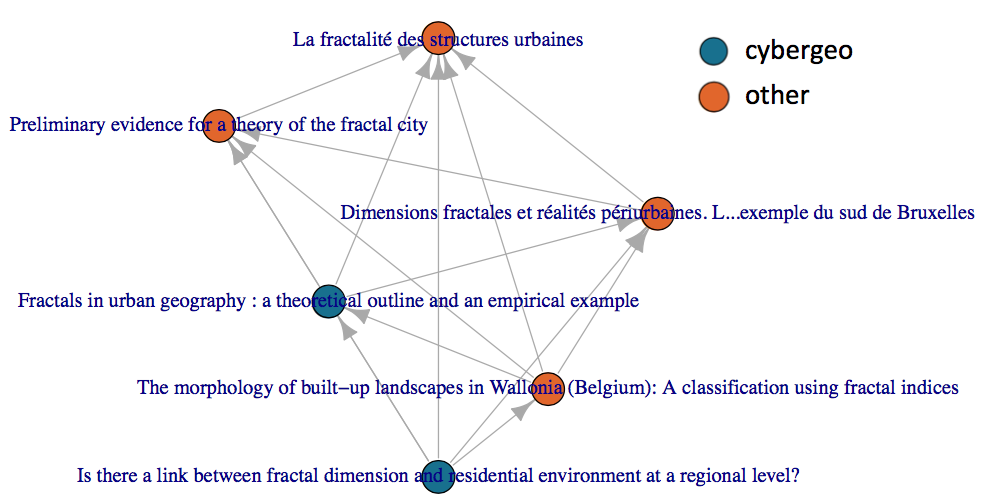 La fractalité des structures urbaines
cybergeo
other
Preliminary evidence for a theory of the fractal city
Dimensions fractales et réalités périurbaines. L...exemple du sud de Bruxelles
Fractals in urban geography : a theoretical outline and an empirical example
The morphology of built−up landscapes in Wallonia (Belgium): A classification using fractal indices
Is there a link between fractal dimension and residential environment at a regional level?